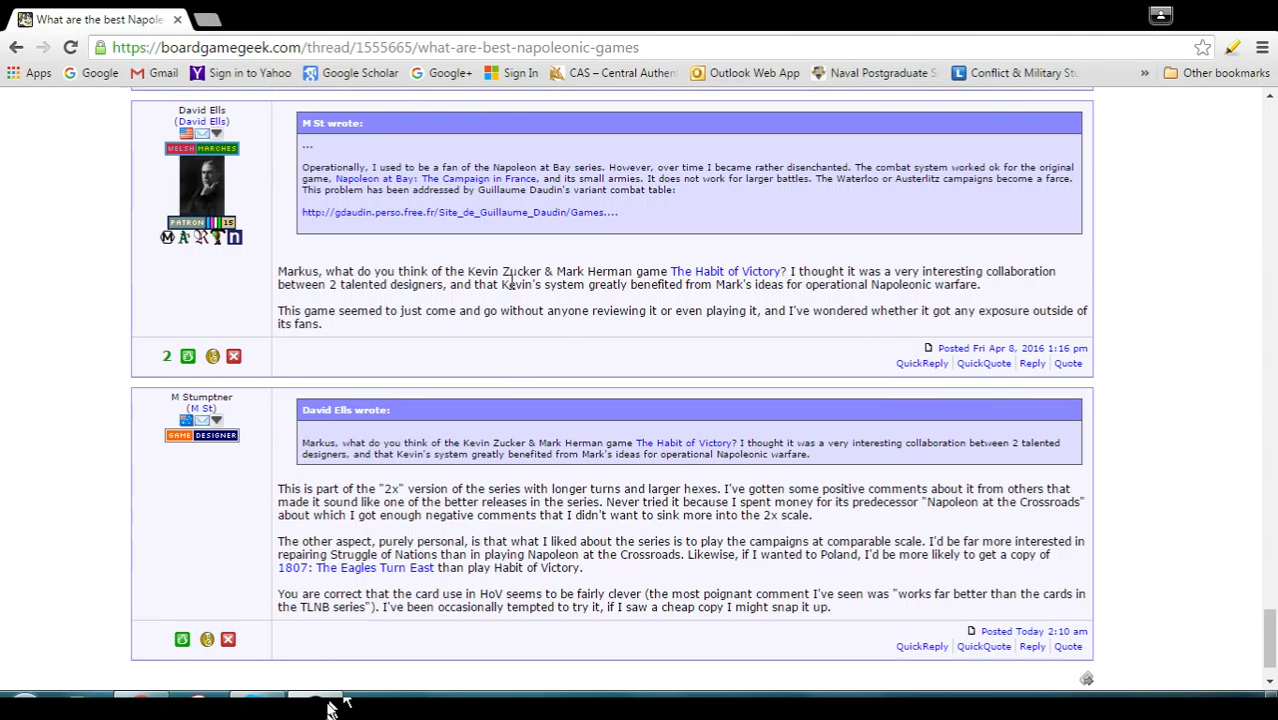 What are the best Napole
https://boardgamegeek.com/thread/1555665/what-are-best-napoleonic-games
Apps Google Gmail Sign in to Yahoo Google Scholar Google+ Sign In CAS – Central Authen Outlook Web App Naval Postgraduate S Conflict & Military Stu » Other bookmarks
David Ells
(David Ells)
WELSH MARCHES
PATRON 15
M A R T n
M St wrote:
...
Operationally, I used to be a fan of the Napoleon at Bay series. However, over time I became rather disenchanted. The combat system worked ok for the original
game, Napoleon at Bay: The Campaign in France, and its small armies. It does not work for larger battles. The Waterloo or Austerlitz campaigns become a farce.
This problem has been addressed by Guillaume Daudin's variant combat table:
http://gdaudin.perso.free.fr/Site_de_Guillaume_Daudin/Games....
Markus, what do you think of the Kevin Zucker & Mark Herman game The Habit of Victory? I thought it was a very interesting collaboration
between 2 talented designers, and that Kevin's system greatly benefited from Mark's ideas for operational Napoleonic warfare.
This game seemed to just come and go without anyone reviewing it or even playing it, and I've wondered whether it got any exposure outside of
its fans.
2
Posted Fri Apr 8, 2016 1:16 pm
QuickReply QuickQuote Reply Quote
M Stumptner
(M St)
GAME DESIGNER
David Ells wrote:
Markus, what do you think of the Kevin Zucker & Mark Herman game The Habit of Victory? I thought it was a very interesting collaboration between 2 talented
designers, and that Kevin's system greatly benefited from Mark's ideas for operational Napoleonic warfare.
This is part of the "2x" version of the series with longer turns and larger hexes. I've gotten some positive comments about it from others that
made it sound like one of the better releases in the series. Never tried it because I spent money for its predecessor "Napoleon at the Crossroads"
about which I got enough negative comments that I didn't want to sink more into the 2x scale.
The other aspect, purely personal, is that what I liked about the series is to play the campaigns at comparable scale. I'd be far more interested in
repairing Struggle of Nations than in playing Napoleon at the Crossroads. Likewise, if I wanted to Poland, I'd be more likely to get a copy of
1807: The Eagles Turn East than play Habit of Victory.
You are correct that the card use in HoV seems to be fairly clever (the most poignant comment I've seen was "works far better than the cards in
the TLNB series"). I've been occasionally tempted to try it, if I saw a cheap copy I might snap it up.
Posted Today 2:10 am
QuickReply QuickQuote Reply Quote